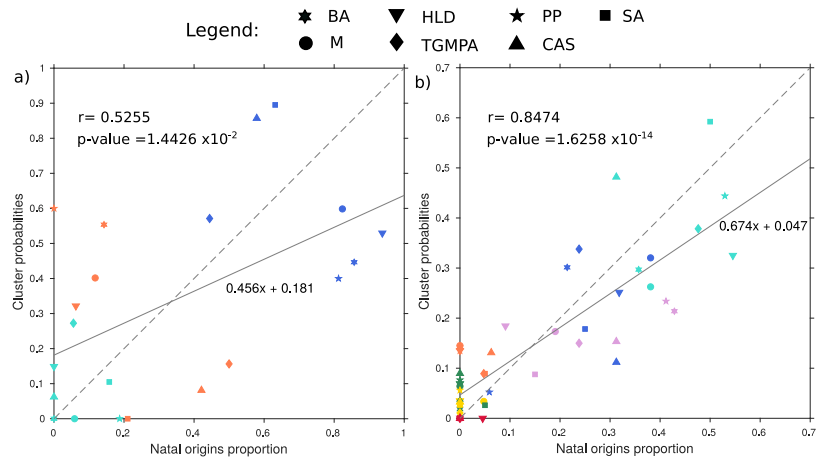 Legend: BA HLD PP SA
M TGMPA CAS
a)
r= 0.5255
p-value =1.4426 x10-2
0.456x + 0.181
Cluster probabilities
1
0.9
0.8
0.7
0.6
0.5
0.4
0.3
0.2
0.1
0
0 0.2 0.4 0.6 0.8 1
Natal origins proportion
b)
r= 0.8474
p-value =1.6258 x10-14
0.674x + 0.047
Cluster probabilities
0.7
0.6
0.5
0.4
0.3
0.2
0.1
0
0 0.1 0.2 0.3 0.4 0.5 0.6 0.7
Natal origins proportion